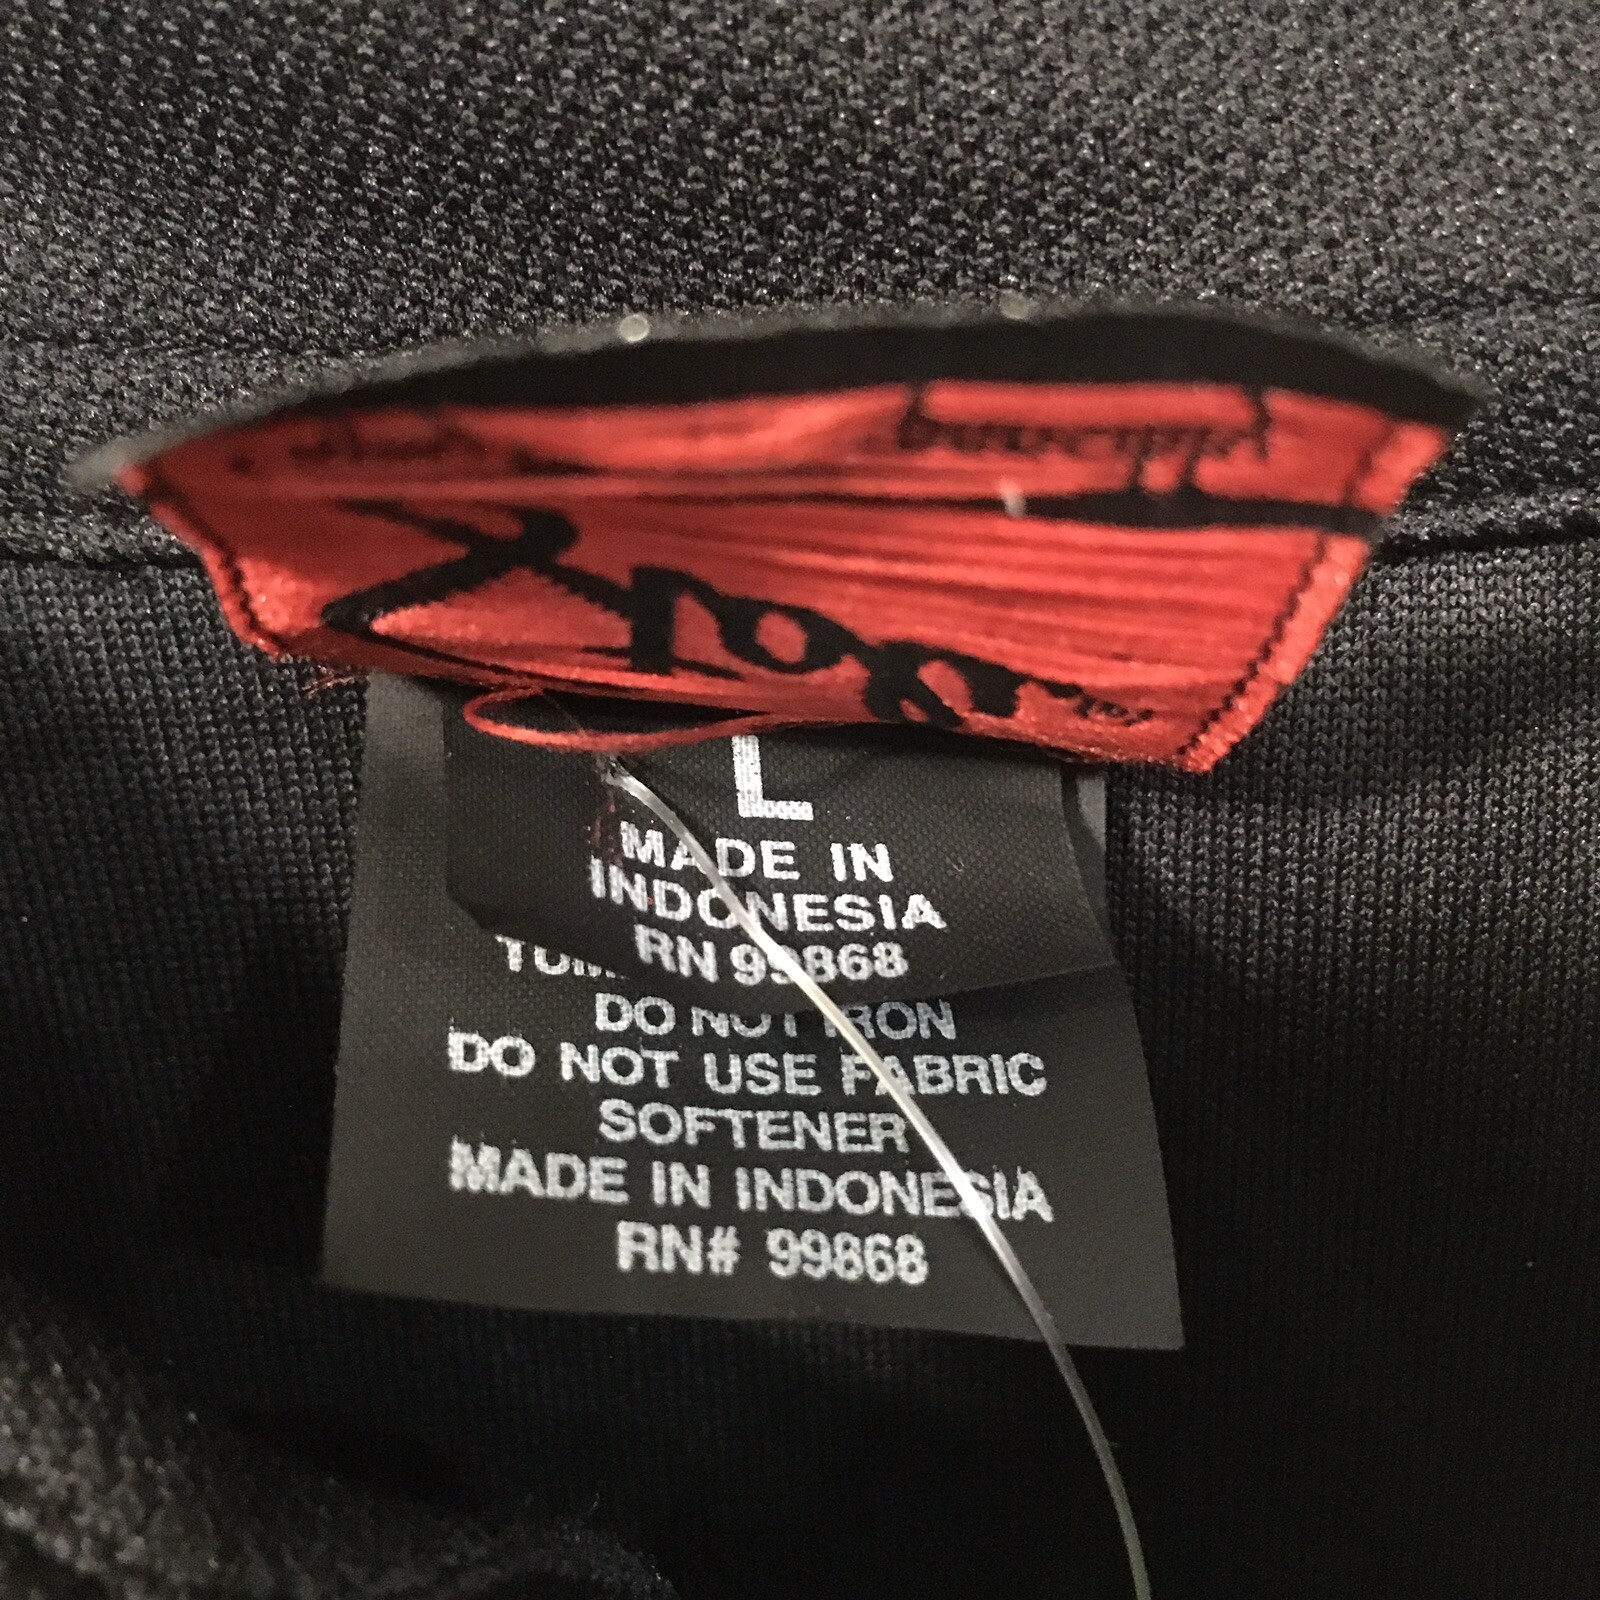 L
MADE IN
INDONESIA
RN 99868
DO NOT IRON
DO NOT USE FABRIC
SOFTENER
MADE IN INDONESIA
RN# 99868